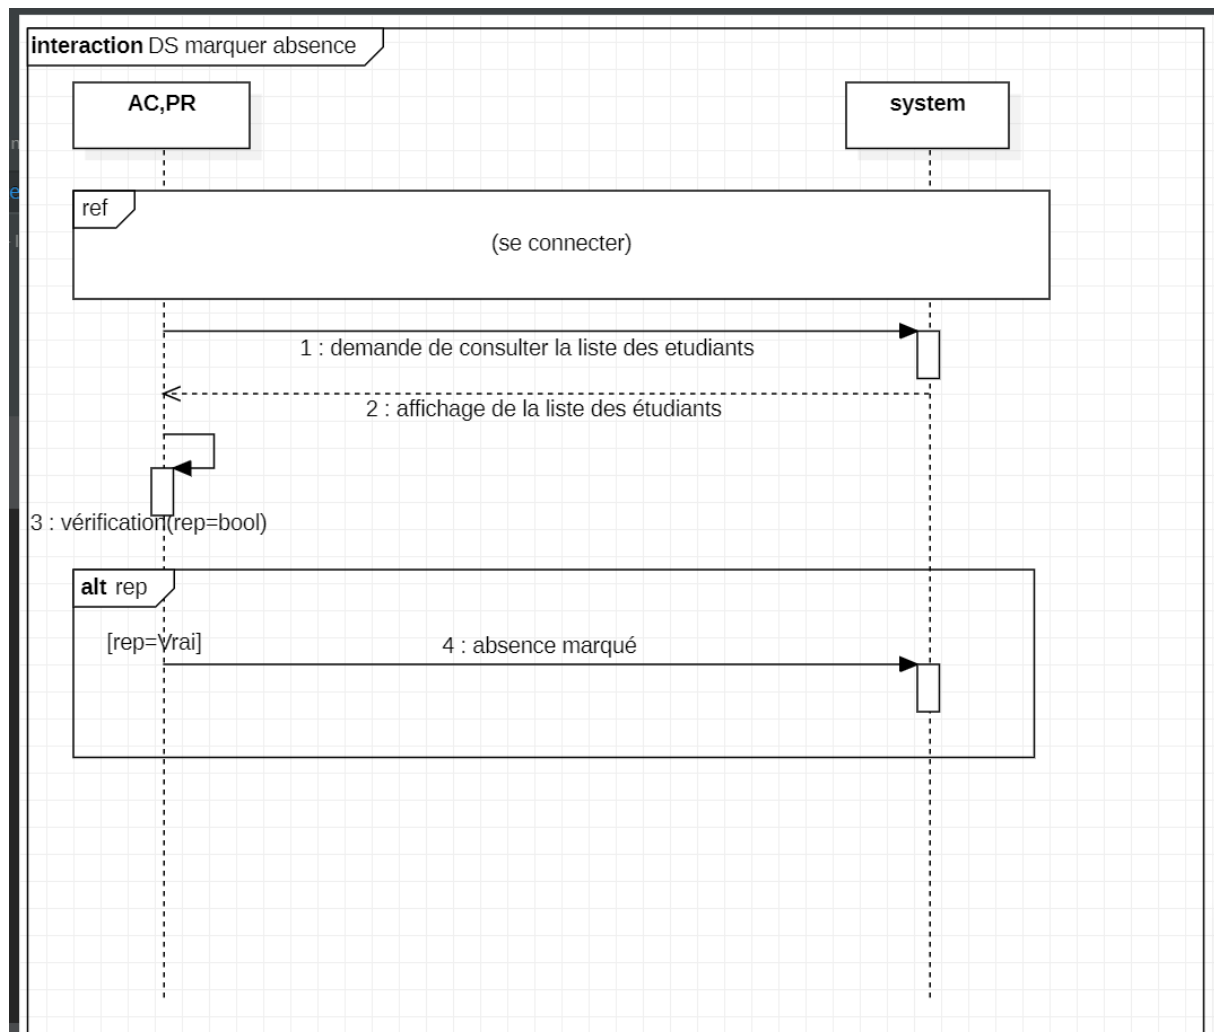 interaction DS marquer absence
AC,PR
system
ref
(se connecter)
1 : demande de consulter la liste des etudiants
2 : affichage de la liste des étudiants
3 : vérification(rep=bool)
alt rep
[rep=Vrai]
4 : absence marqué